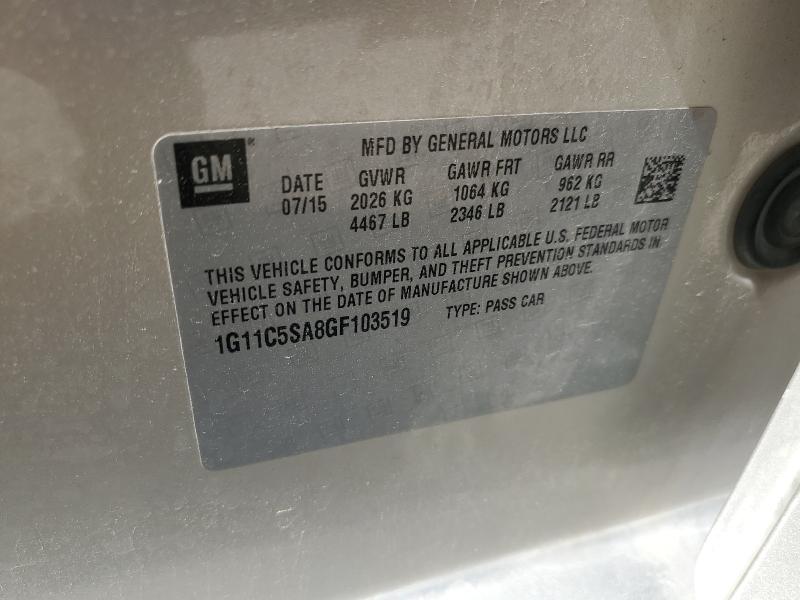 MFD BY GENERAL MOTORS LLC
GM
DATE GVWR GAWR FRT GAWR RR
07/15 2026 KG 1064 KG 962 KG
4467 LB 2346 LB 2121 LB
THIS VEHICLE CONFORMS TO ALL APPLICABLE U.S. FEDERAL MOTOR
VEHICLE SAFETY, BUMPER, AND THEFT PREVENTION STANDARDS IN
EFFECT ON THE DATE OF MANUFACTURE SHOWN ABOVE.
1G11C5SA8GF103519 TYPE: PASS CAR